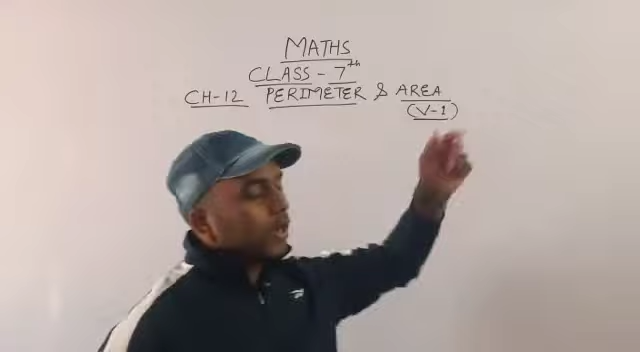 MATHS
CLASS - 7th
CH-12 PERIMETER & AREA
(V-1)